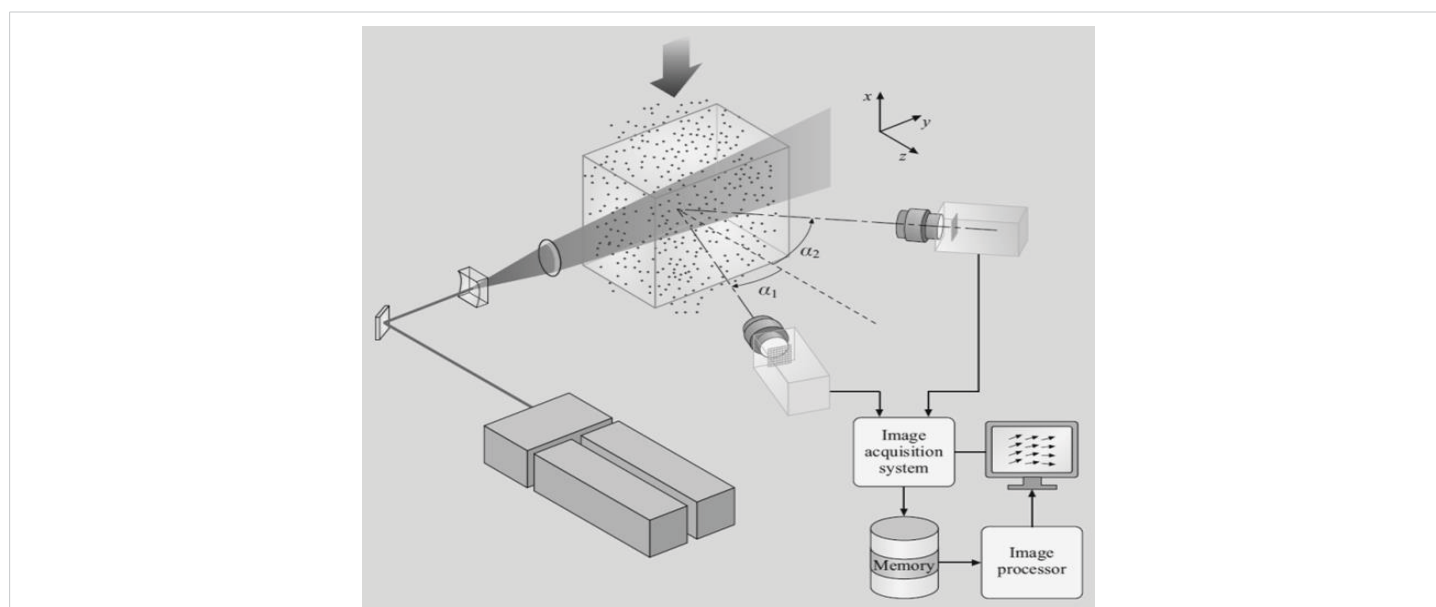 x
y
z
α2
α1
Image
acquisition
system
Memory
Image
processor